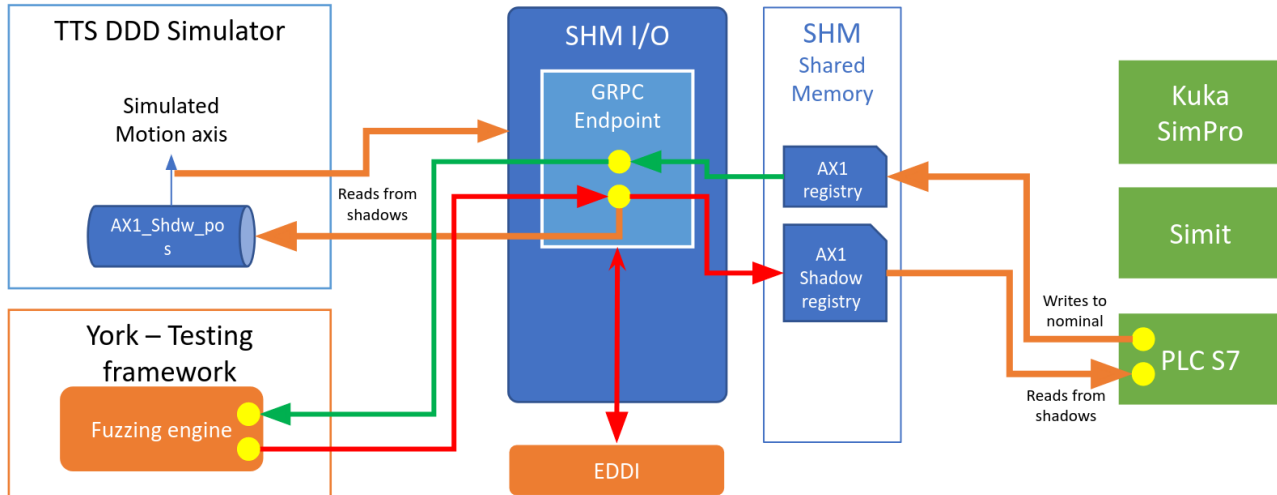 TTS DDD Simulator
Simulated
Motion axis
Reads from
shadows
AX1_Shdw_po
s
York – Testing
framework
Fuzzing engine
SHM I/O
GRPC
Endpoint
EDDI
SHM
Shared
Memory
AX1
registry
AX1
Shadow
registry
Writes to
nominal
Reads from
shadows
Kuka
SimPro
Simit
PLC S7